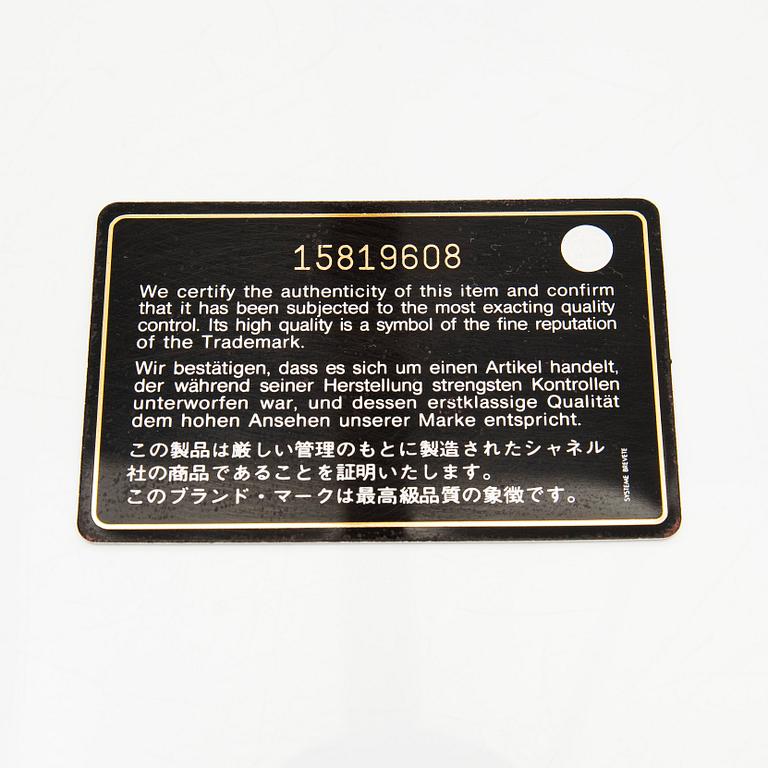 15819608
We certify the authenticity of this item and confirm
that it has been subjected to the most exacting quality
control. Its high quality is a symbol of the fine reputation
of the Trademark.
Wir bestätigen, dass es sich um einen Artikel handelt,
der während seiner Herstellung strengsten Kontrollen
unterworfen war, und dessen erstklassige Qualität
dem hohen Ansehen unserer Marke entspricht.
この製品は厳しい管理のもとに製造されたシャネル
社の商品であることを証明いたします。
このブランド・マークは最高級品質の象徴です。
SYSTEME BREVETE